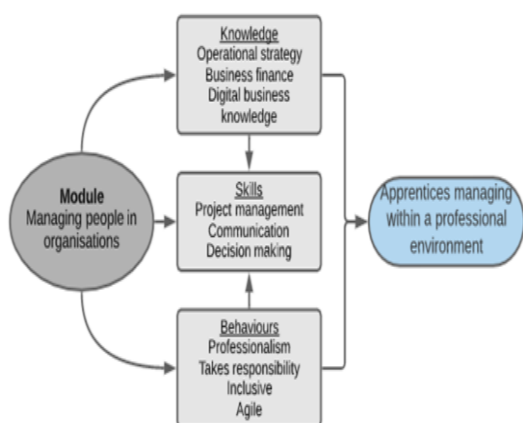 Knowledge
Operational strategy
Business finance
Digital business
knowledge
Module
Managing people in
organisations
Skills
Project management
Communication
Decision making
Apprentices managing
within a professional
environment
Behaviours
Professionalism
Takes responsibility
Inclusive
Agile